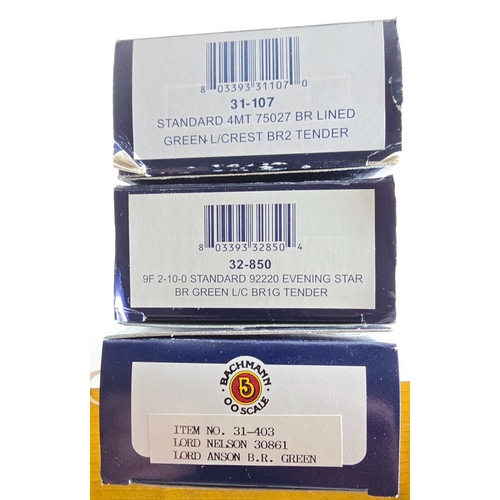 8 03393 31107 0
31-107
STANDARD 4MT 75027 BR LINED
GREEN L/CREST BR2 TENDER
8 03393 32850 4
32-850
9F 2-10-0 STANDARD 92220 EVENING STAR
BR GREEN L/C BR1G TENDER
BACHMANN
OO SCALE
ITEM NO. 31-403
LORD NELSON 30861
LORD ANSON B.R. GREEN